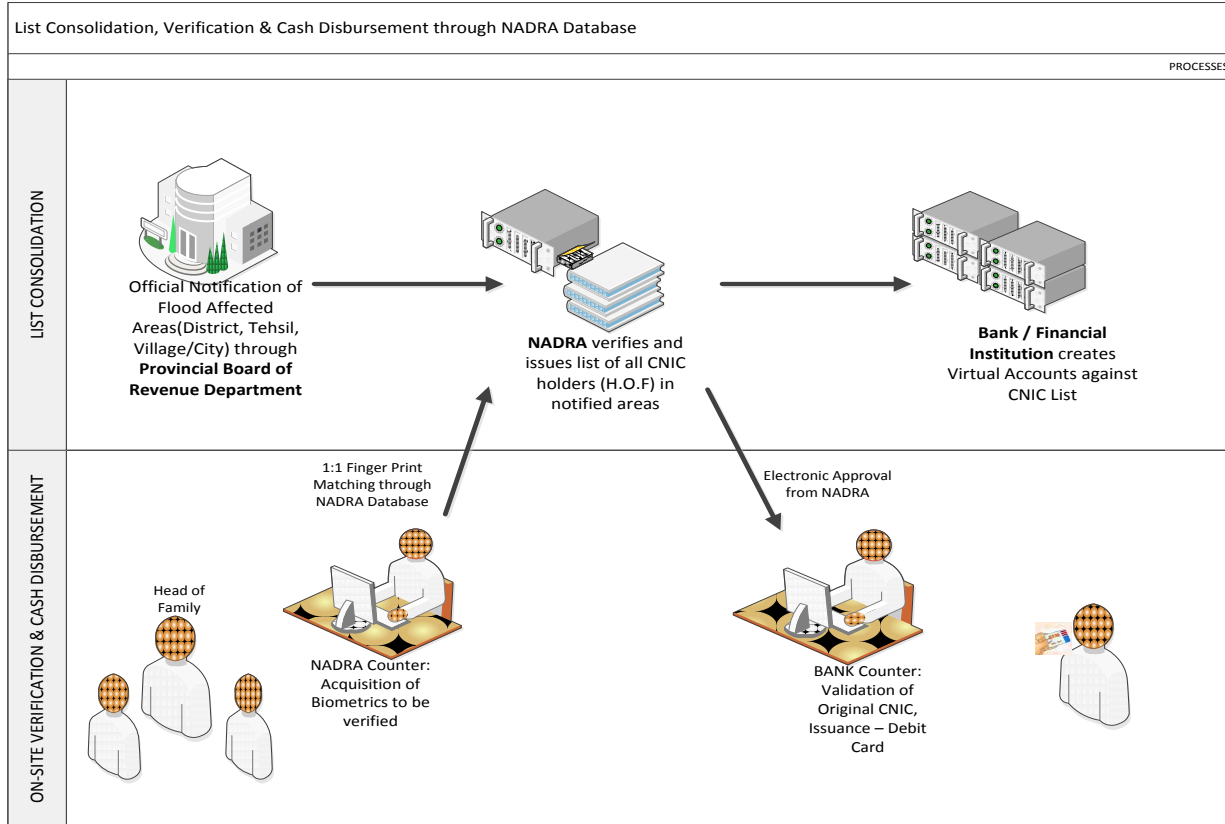 List Consolidation, Verification & Cash Disbursement through NADRA Database
PROCESSES
LIST CONSOLIDATION
Official Notification of
Flood Affected
Areas(District, Tehsil,
Village/City) through
Provincial Board of
Revenue Department
NADRA verifies and
issues list of all CNIC
holders (H.O.F) in
notified areas
Bank / Financial
Institution creates
Virtual Accounts against
CNIC List
ON-SITE VERIFICATION & CASH DISBURSEMENT
1:1 Finger Print
Matching through
NADRA Database
Electronic Approval
from NADRA
Head of
Family
NADRA Counter:
Acquisition of
Biometrics to be
verified
BANK Counter:
Validation of
Original CNIC,
Issuance – Debit
Card